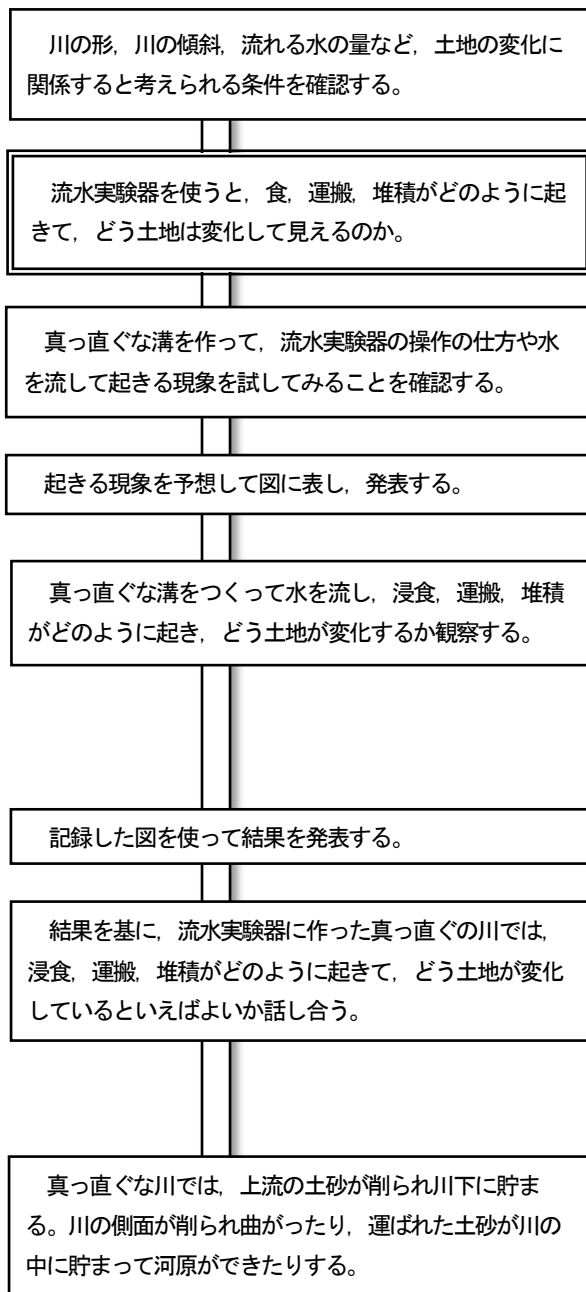 川の形，川の傾斜，流れる水の量など，土地の変化に
関係すると考えられる条件を確認する。
流水実験器を使うと，食，運搬，堆積がどのように起
きて，どう土地は変化して見えるのか。
真っ直ぐな溝を作って，流水実験器の操作の仕方や水
を流して起きる現象を試してみることを確認する。
起きる現象を予想して図に表し，発表する。
真っ直ぐな溝をつくって水を流し，浸食，運搬，堆積
がどのように起き，どう土地が変化するか観察する。
記録した図を使って結果を発表する。
結果を基に，流水実験器に作った真っ直ぐの川では，
浸食，運搬，堆積がどのように起きて，どう土地が変化
しているといえばよいか話し合う。
真っ直ぐな川では，上流の土砂が削られ川下に貯ま
る。川の側面が削られ曲がったり，運ばれた土砂が川の
中に貯まって河原ができたりする。